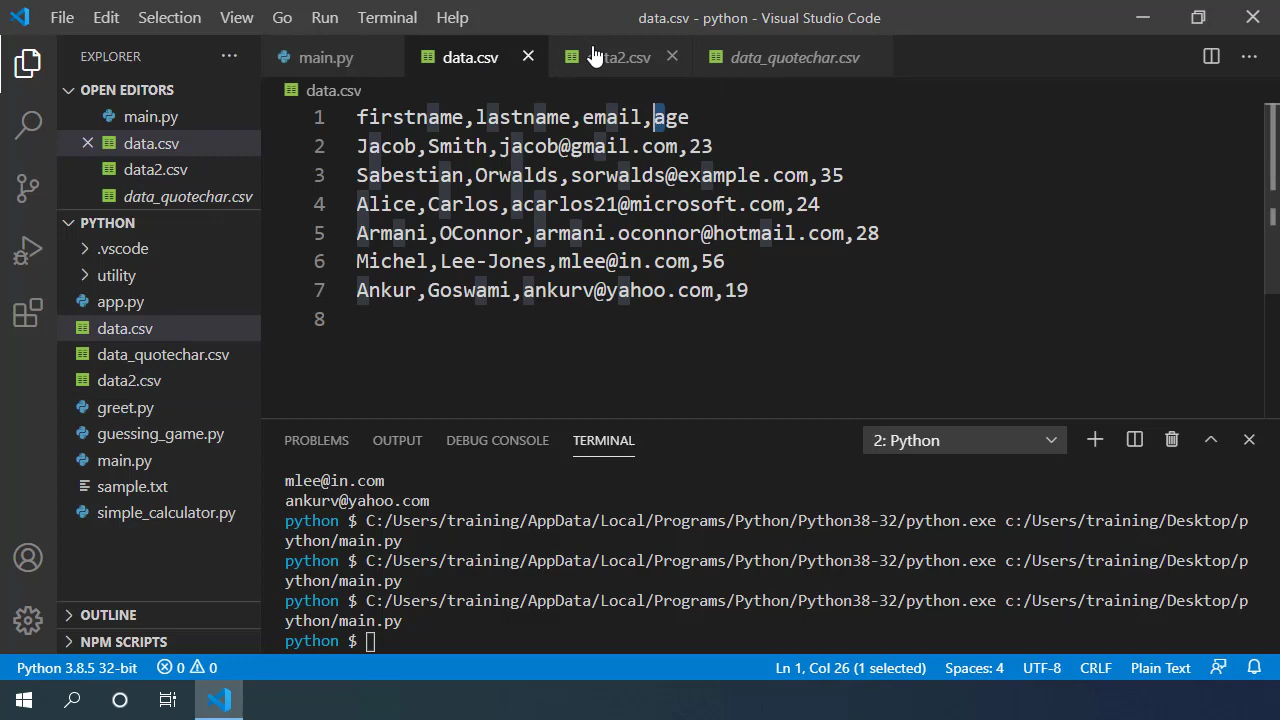 File Edit Selection View Go Run Terminal Help data.csv - python - Visual Studio Code
EXPLORER
OPEN EDITORS
main.py
data.csv
data2.csv
data_quotechar.csv
PYTHON
.vscode
utility
app.py
data.csv
data_quotechar.csv
data2.csv
greet.py
guessing_game.py
main.py
sample.txt
simple_calculator.py
OUTLINE
NPM SCRIPTS
main.py data.csv ta2.csv data_quotechar.csv
data.csv
1 firstname,lastname,email,age
2 Jacob,Smith,jacob@gmail.com,23
3 Sabestian,Orwalds,sorwalds@example.com,35
4 Alice,Carlos,acarlos21@microsoft.com,24
5 Armani,OConnor,armani.oconnor@hotmail.com,28
6 Michel,Lee-Jones,mlee@in.com,56
7 Ankur,Goswami,ankurv@yahoo.com,19
8
PROBLEMS OUTPUT DEBUG CONSOLE TERMINAL 2: Python
mlee@in.com
ankurv@yahoo.com
python $ C:/Users/training/AppData/Local/Programs/Python/Python38-32/python.exe c:/Users/training/Desktop/p
ython/main.py
python $ C:/Users/training/AppData/Local/Programs/Python/Python38-32/python.exe c:/Users/training/Desktop/p
ython/main.py
python $ C:/Users/training/AppData/Local/Programs/Python/Python38-32/python.exe c:/Users/training/Desktop/p
ython/main.py
python $
Python 3.8.5 32-bit 0 0 Ln 1, Col 26 (1 selected) Spaces: 4 UTF-8 CRLF Plain Text